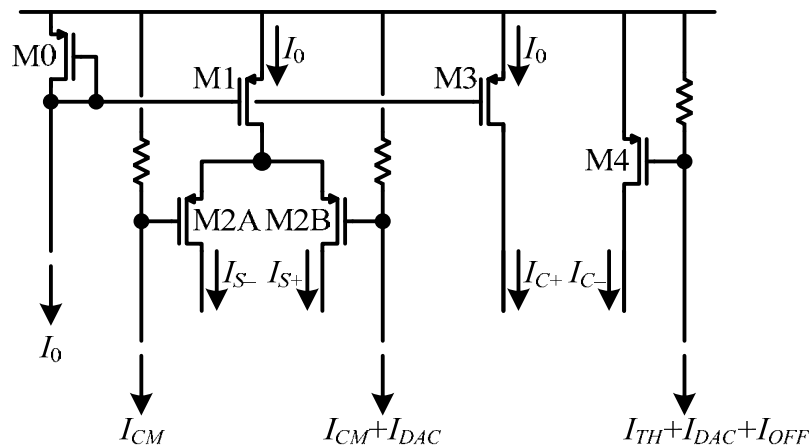 M0
M1
I0
M3
I0
M4
M2A
M2B
IS–
IS+
IC+
IC–
I0
ICM
ICM+IDAC
ITH+IDAC+IOFF